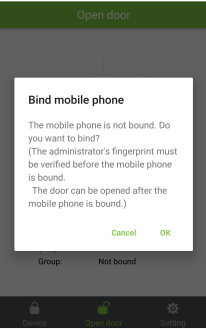 Open door
Bind mobile phone
The mobile phone is not bound. Do
you want to bind?
(The administrator's fingerprint must
be verified before the mobile phone
is bound.
The door can be opened after the
mobile phone is bound.)
Cancel OK
Group: Not bound
Device Open door Setting